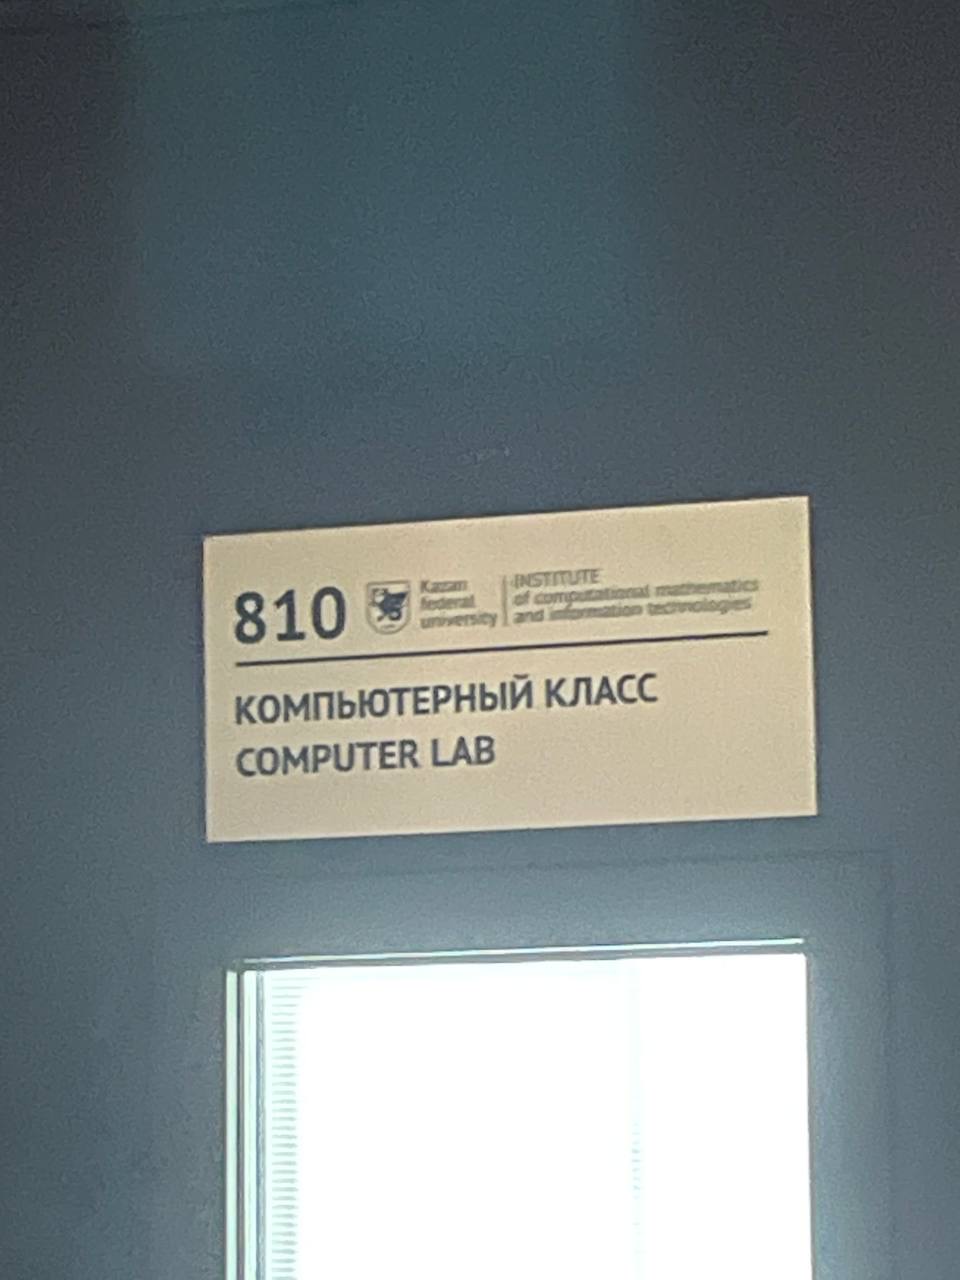 810
Kazan
federal
university
INSTITUTE
of computational mathematics
and information technologies
КОМПЬЮТЕРНЫЙ КЛАСС
COMPUTER LAB